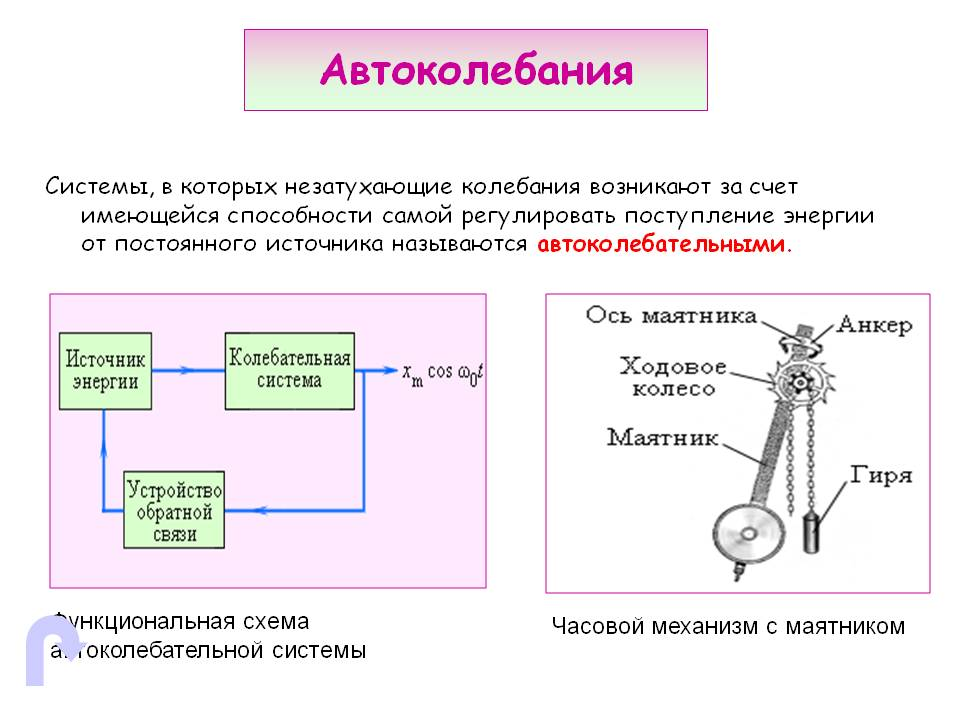 Автоколебания
Системы, в которых незатухающие колебания возникают за счет
имеющейся способности самой регулировать поступление энергии
от постоянного источника называются автоколебательными.
Источник
энергии
Колебательная
система
xm cos ω0t
Устройство
обратной
связи
Ось маятника
Анкер
Ходовое
колесо
Маятник
Гиря
Функциональная схема
автоколебательной системы
Часовой механизм с маятником